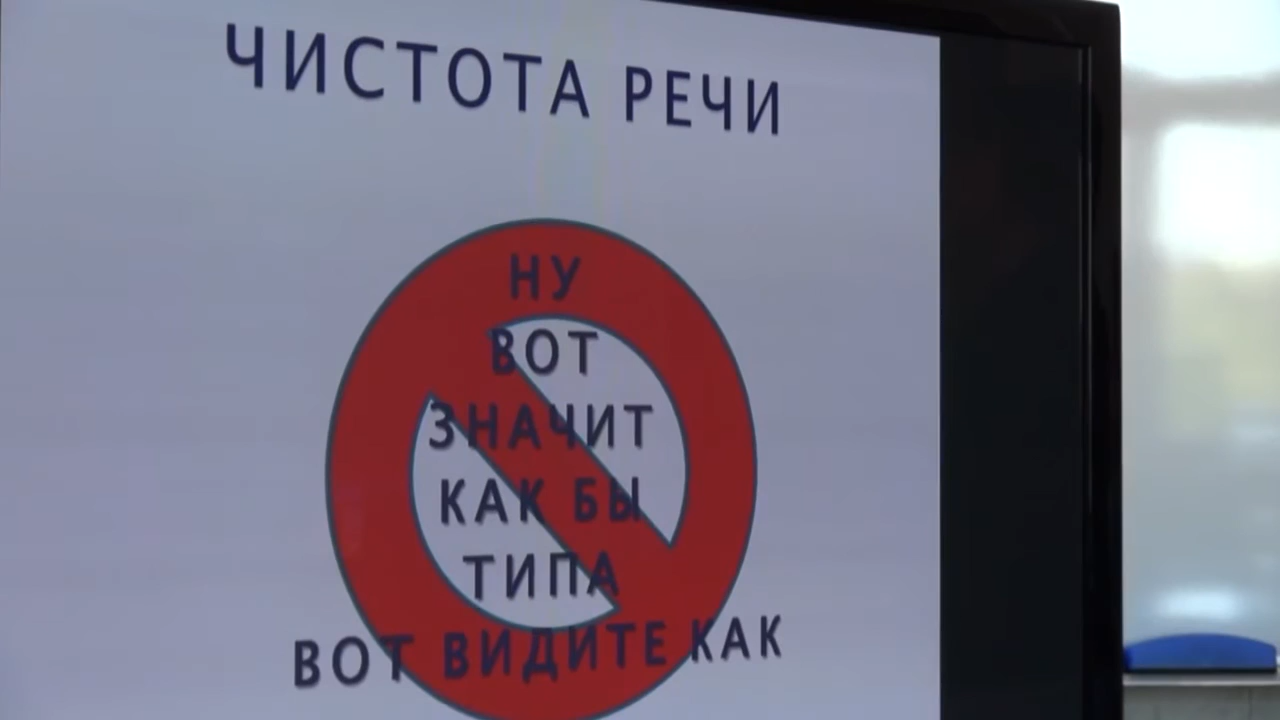 ЧИСТОТА РЕЧИ
НУ
ВОТ
ЗНАЧИТ
КАК БЫ
ТИПА
ВОТ ВИДИТЕ КАК